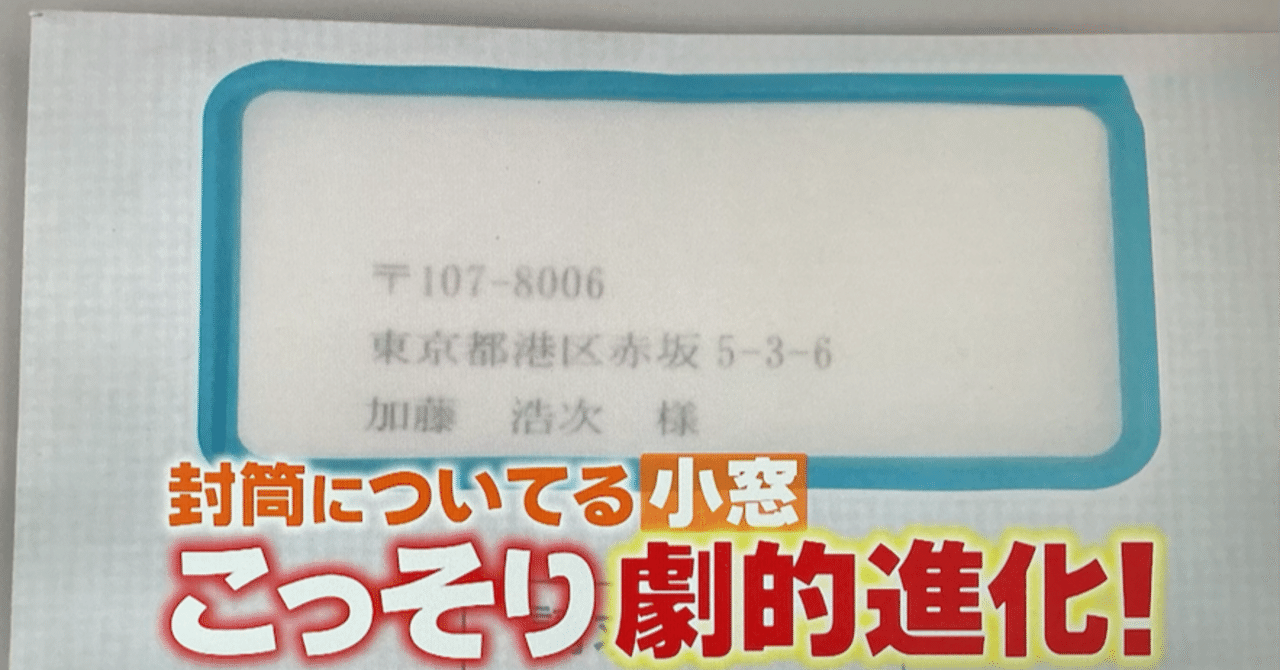 〒107-8006
東京都港区赤坂5-3-6
加藤 浩次 様
封筒についてる小窓
こっそり劇的進化!